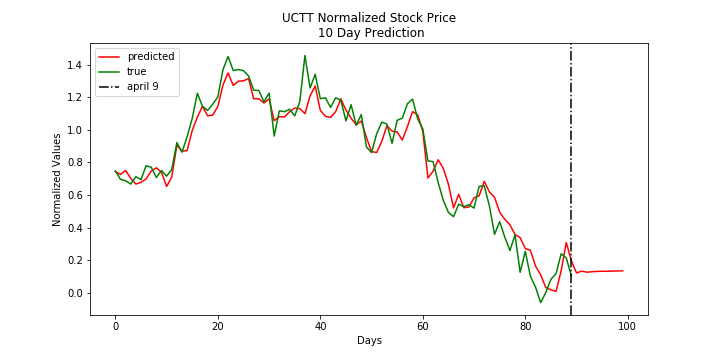 UCTT Normalized Stock Price
10 Day Prediction
predicted
true
april 9
Normalized Values
1.4
1.2
1.0
0.8
0.6
0.4
0.2
0.0
0
20
40
60
80
100
Days